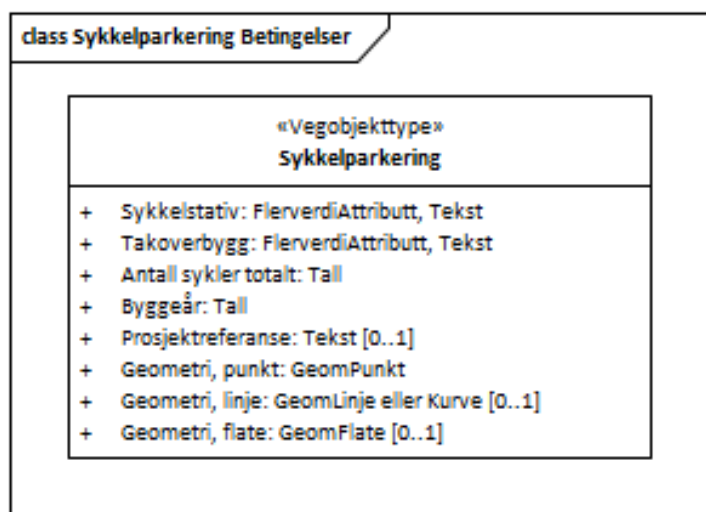 class Sykkelparkering Betingelser
«Vegobjekttype»
Sykkelparkering
+ Sykkelstativ: FlerverdiAttributt, Tekst
+ Takoverbygg: FlerverdiAttributt, Tekst
+ Antall sykler totalt: Tall
+ Byggeår: Tall
+ Prosjektreferanse: Tekst [0..1]
+ Geometri, punkt: GeomPunkt
+ Geometri, linje: GeomLinje eller Kurve [0..1]
+ Geometri, flate: GeomFlate [0..1]